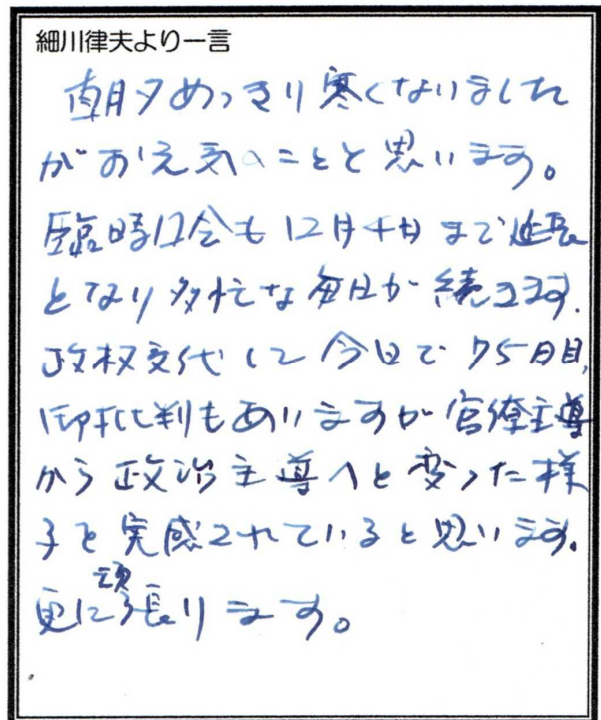 細川律夫より一言
朝夕めっきり寒くなりました
がお元気のことと思います。
臨時国会も12月4日まで延長
となり多忙な毎日が続きます.
政权交代して今日で75日目,
御批判もありますが官僚主導
から政治主導へと変った様
子を実感されていると思います.
更に頑張ります。